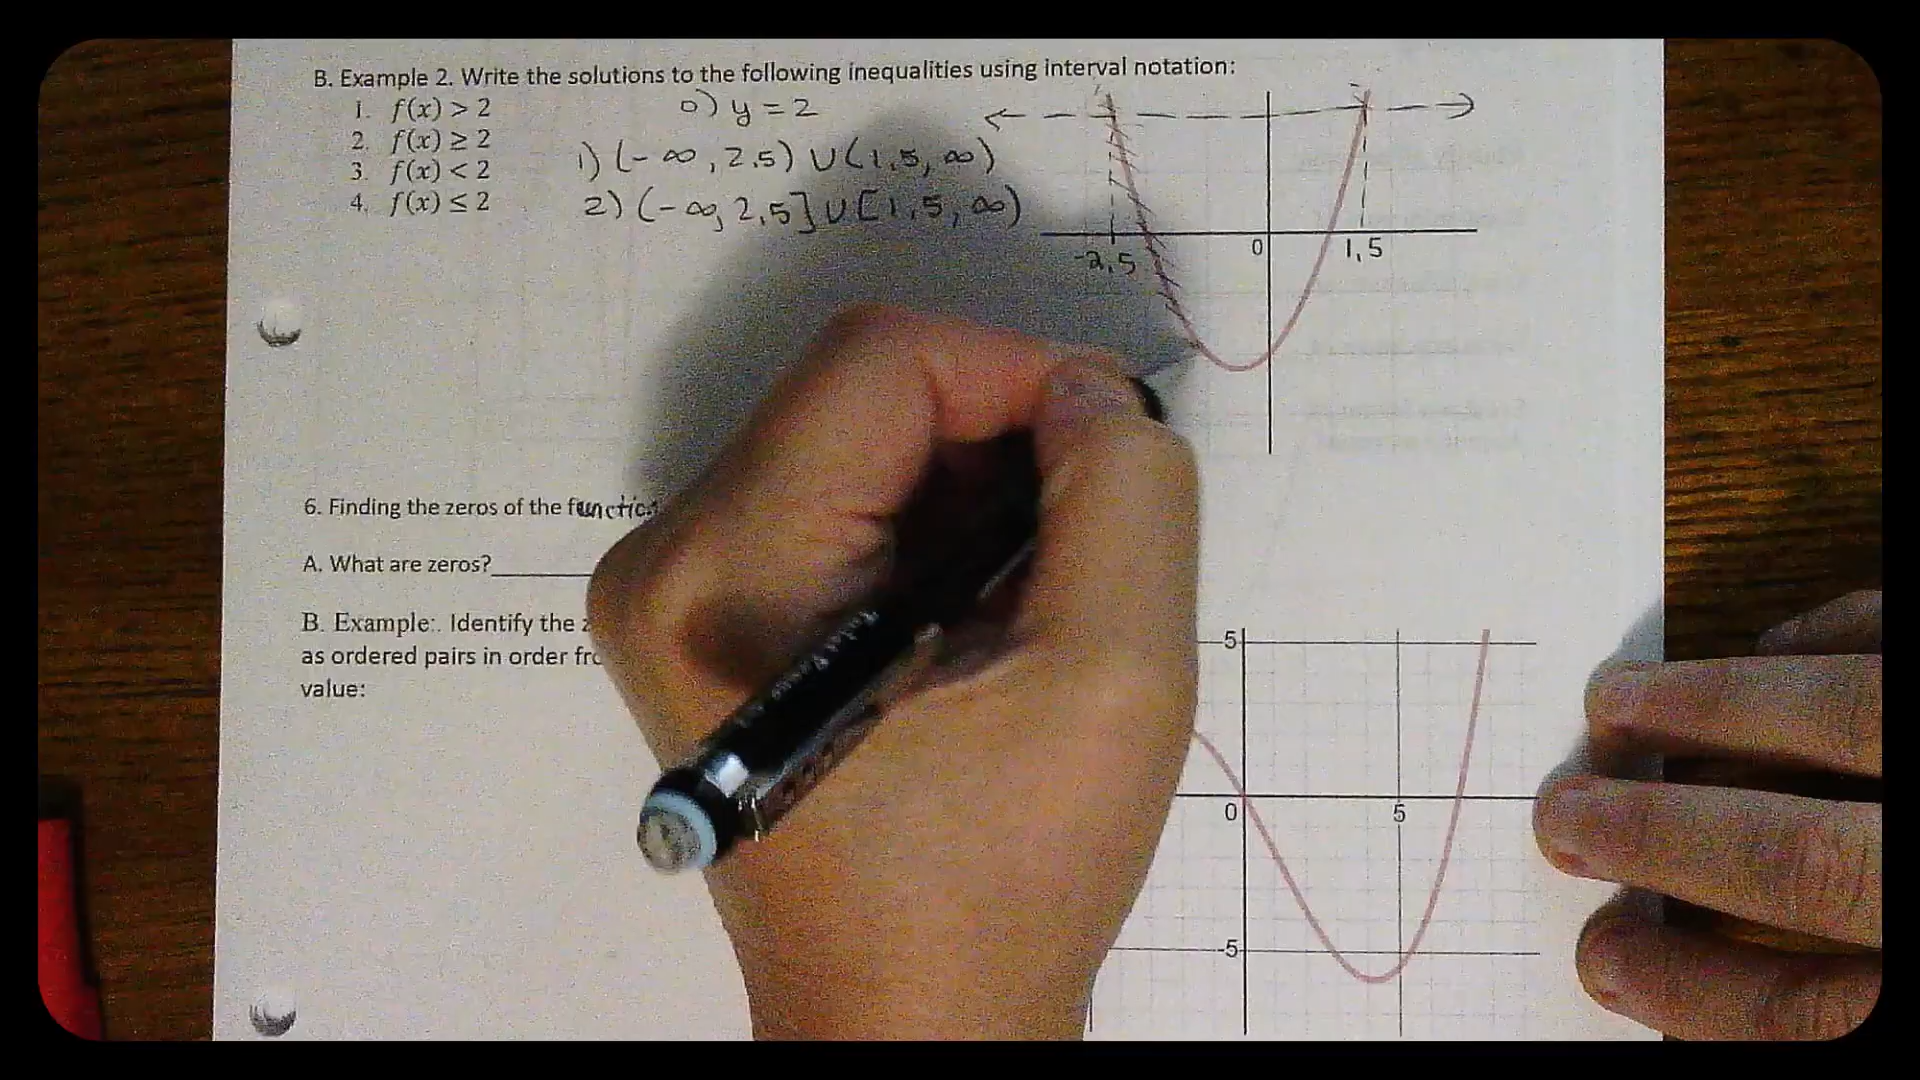 B. Example 2. Write the solutions to the following inequalities using interval notation:
1. f(x) > 2
2. f(x) ≥ 2
3. f(x) < 2
4. f(x) ≤ 2
0) y = 2
1) (-∞, 2.5) ∪ (1.5, ∞)
2) (-∞, 2.5] ∪ [1.5, ∞)
-2.5 0 1.5
6. Finding the zeros of the function
A. What are zeros?
B. Example:. Identify the
as ordered pairs in order
value:
5
0 5
-5